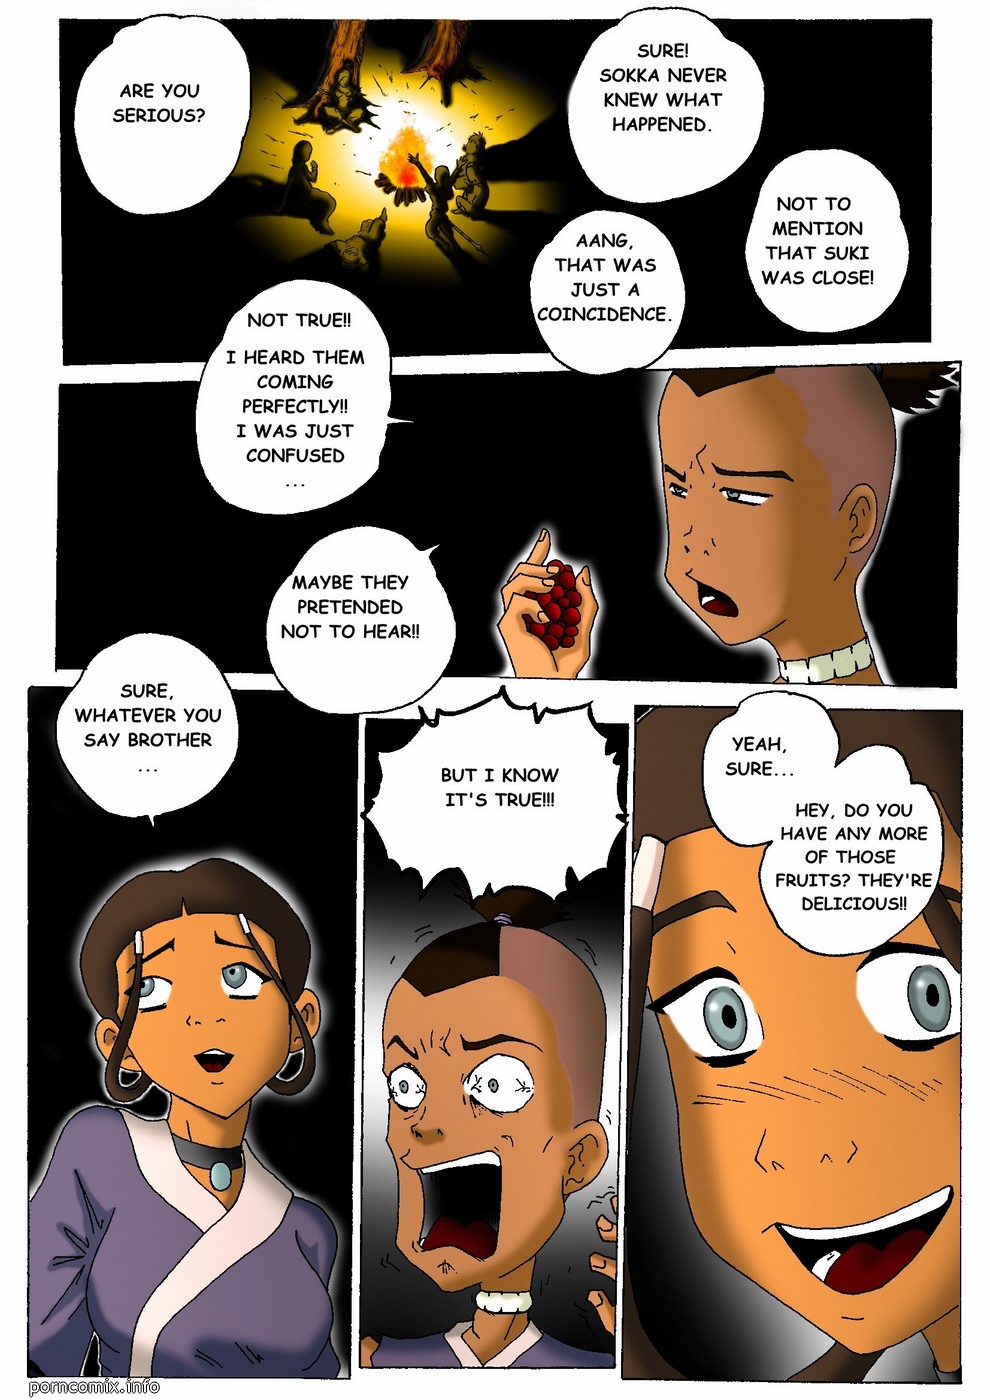 ARE YOU
SERIOUS?
SURE!
SOKKA NEVER
KNEW WHAT
HAPPENED.
NOT TO
MENTION
THAT SUKI
WAS CLOSE!
AANG,
THAT WAS
JUST A
COINCIDENCE.
NOT TRUE!!
I HEARD THEM
COMING
PERFECTLY!!
I WAS JUST
CONFUSED
...
MAYBE THEY
PRETENDED
NOT TO HEAR!!
SURE,
WHATEVER YOU
SAY BROTHER
...
BUT I KNOW
IT'S TRUE!!!
YEAH,
SURE...
HEY, DO YOU
HAVE ANY MORE
OF THOSE
FRUITS? THEY'RE
DELICIOUS!!
porncomix.info